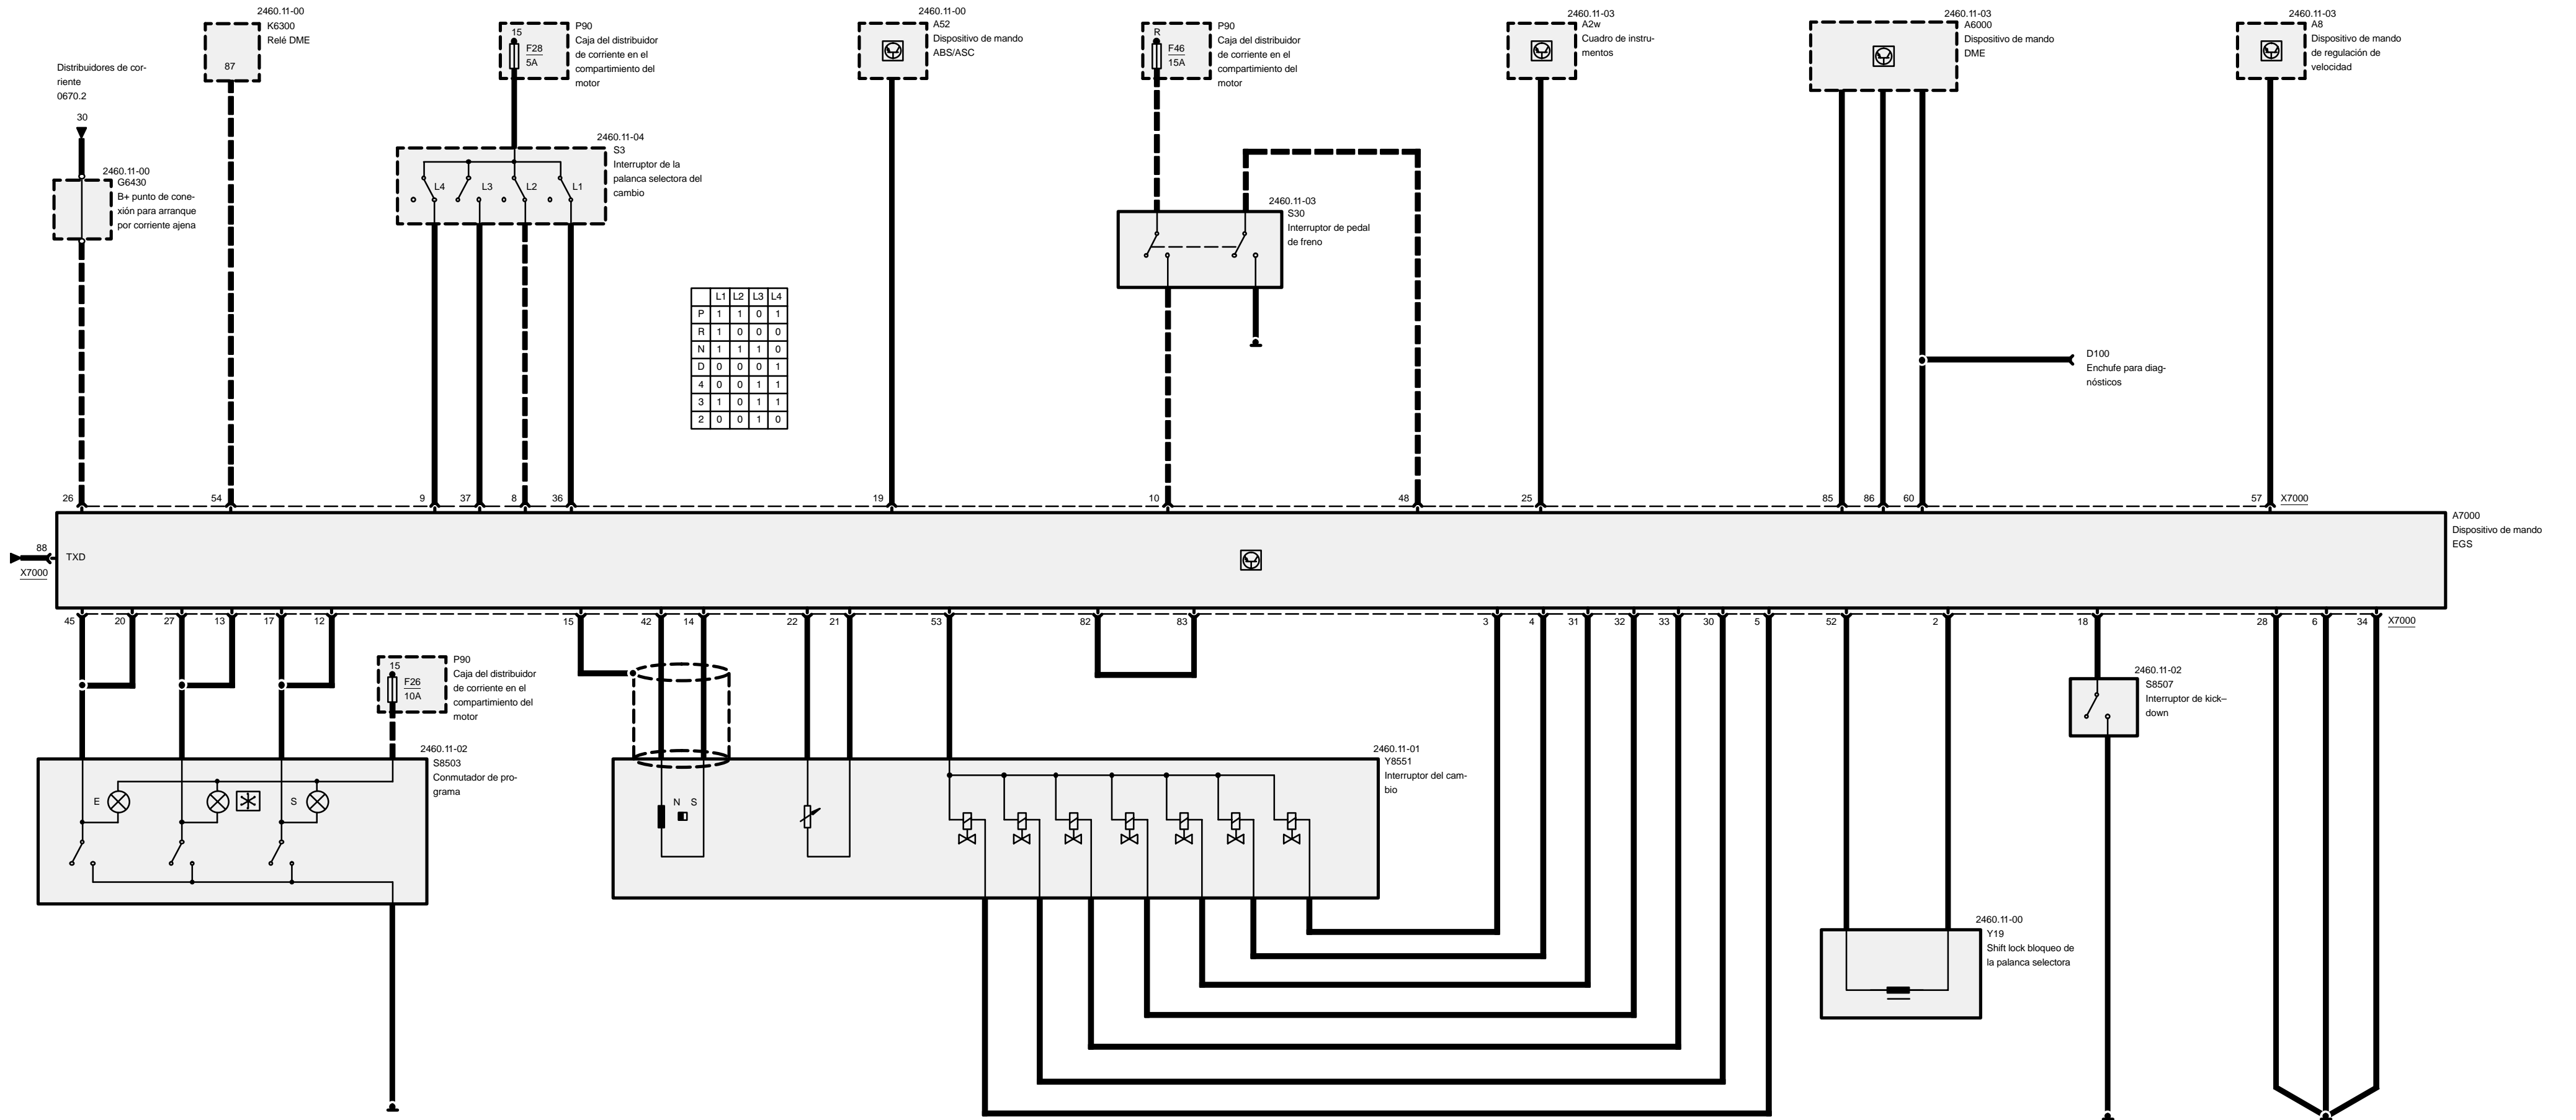 2460.11-00
K6300
Relé DME
87
Distribuidores de cor-
riente
0670.2
30
2460.11-00
G6430
B+ punto de cone-
xión para arranque
por corriente ajena
P90
Caja del distribuidor
de corriente en el
compartimiento del
motor
15
F28
5A
2460.11-04
S3
Interruptor de la
palanca selectora del
cambio
L4 L3 L2 L1
L1 L2 L3 L4
P 1 1 0 1
R 1 0 0 0
N 1 1 1 0
D 0 0 0 1
4 0 0 1 1
3 1 0 1 1
2 0 0 1 0
2460.11-00
A52
Dispositivo de mando
ABS/ASC
P90
Caja del distribuidor
de corriente en el
compartimiento del
motor
R
F46
15A
2460.11-03
S30
Interruptor de pedal
de freno
2460.11-03
A2w
Cuadro de instru-
mentos
2460.11-03
A6000
Dispositivo de mando
DME
D100
Enchufe para diag-
nósticos
2460.11-03
A8
Dispositivo de mando
de regulación de
velocidad
26 54 9 37 8 36 19 10 48 25 85 86 60 57 X7000
A7000
Dispositivo de mando
EGS
88
TXD
X7000
45 20 27 13 17 12 15 42 14 22 21 53 82 83 3 4 31 32 33 30 5 52 2 18 28 6 34 X7000
P90
Caja del distribuidor
de corriente en el
compartimiento del
motor
15
F26
10A
2460.11-02
S8503
Conmutador de pro-
grama
E S
2460.11-01
Y8551
Interruptor del cam-
bio
N S
2460.11-02
S8507
Interruptor de kick–
down
2460.11-00
Y19
Shift lock bloqueo de
la palanca selectora